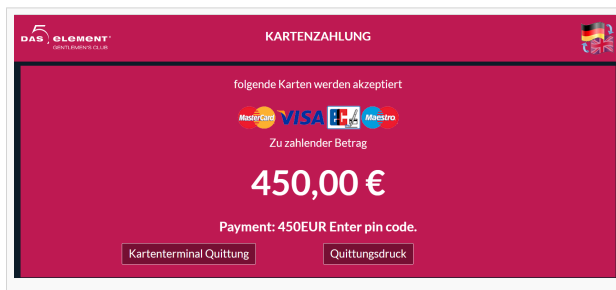 DAS 5 ELEMENT
GENTLEMEN'S CLUB
KARTENZAHLUNG
folgende Karten werden akzeptiert
MasterCard VISA EC Maestro
Zu zahlender Betrag
450,00 €
Payment: 450EUR Enter pin code.
Kartenterminal Quittung Quittungsdruck